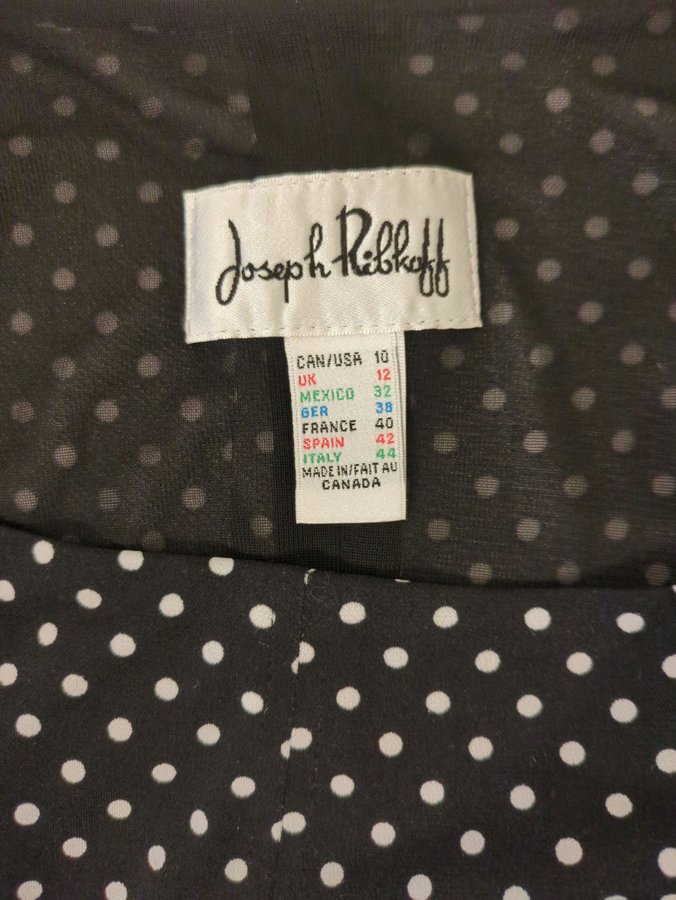 Joseph Ribkoff
CAN/USA 10
UK 12
MEXICO 32
GER 38
FRANCE 40
SPAIN 42
ITALY 44
MADE IN/FAIT AU
CANADA